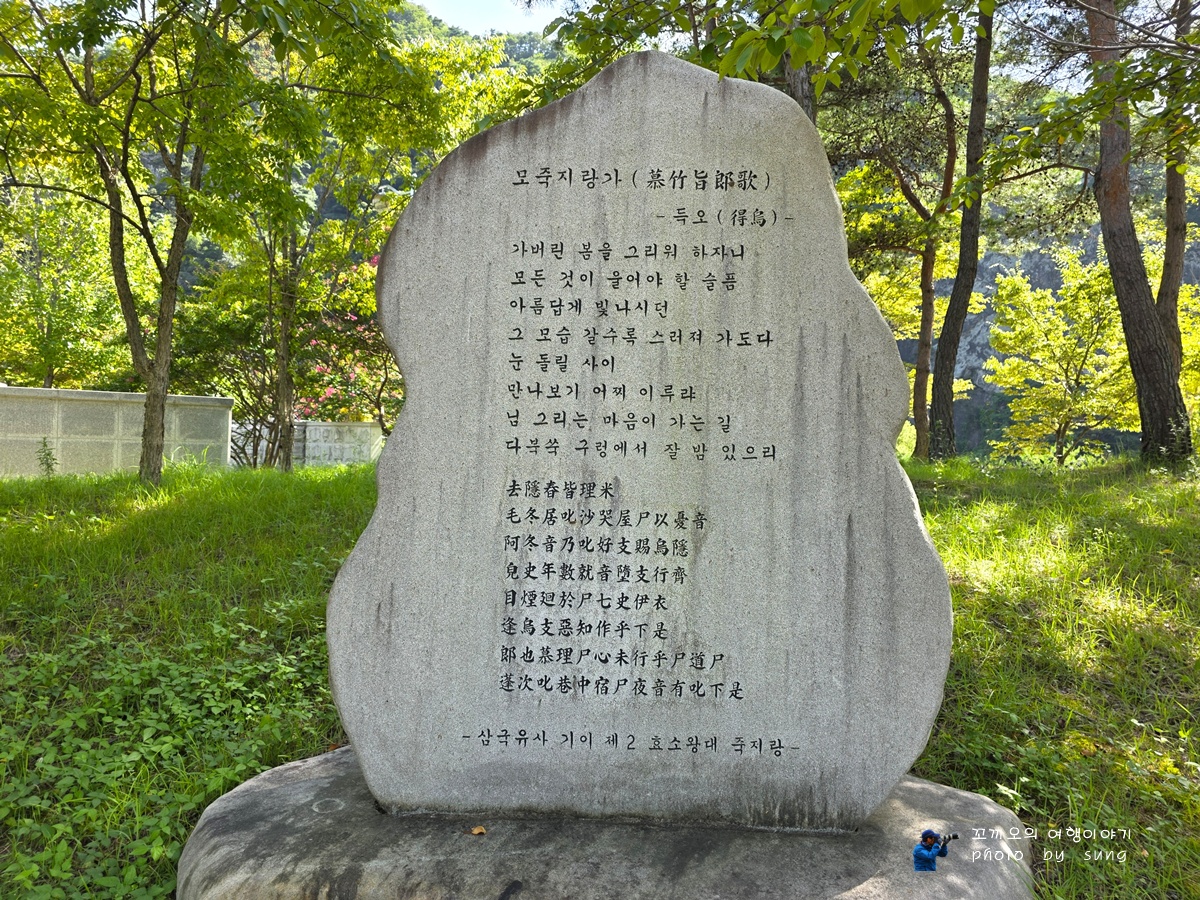 모죽지랑가 (慕竹旨郞歌)
- 득오 (得烏) -
가버린 봄을 그리워 하자니
모든 것이 울어야 할 슬픔
아름답게 빛나시던
그 모습 갈수록 스러져 가도다
눈 돌릴 사이
만나보기 어찌 이루랴
님 그리는 마음이 가는 길
다북쑥 구렁에서 잘 밤 있으리
去隱春皆理米
毛冬居叱沙哭屋尸以憂音
阿冬音乃叱好支賜烏隱
皃史年數就音墮支行齊
目煙廻於尸七史伊衣
逢烏支惡知作乎下是
郞也慕理尸心未行乎尸道尸
蓬次叱巷中宿尸夜音有叱下是
- 삼국유사 기이 제2 효소왕대 죽지랑 -
꼬까오의 여행이야기
photo by sung